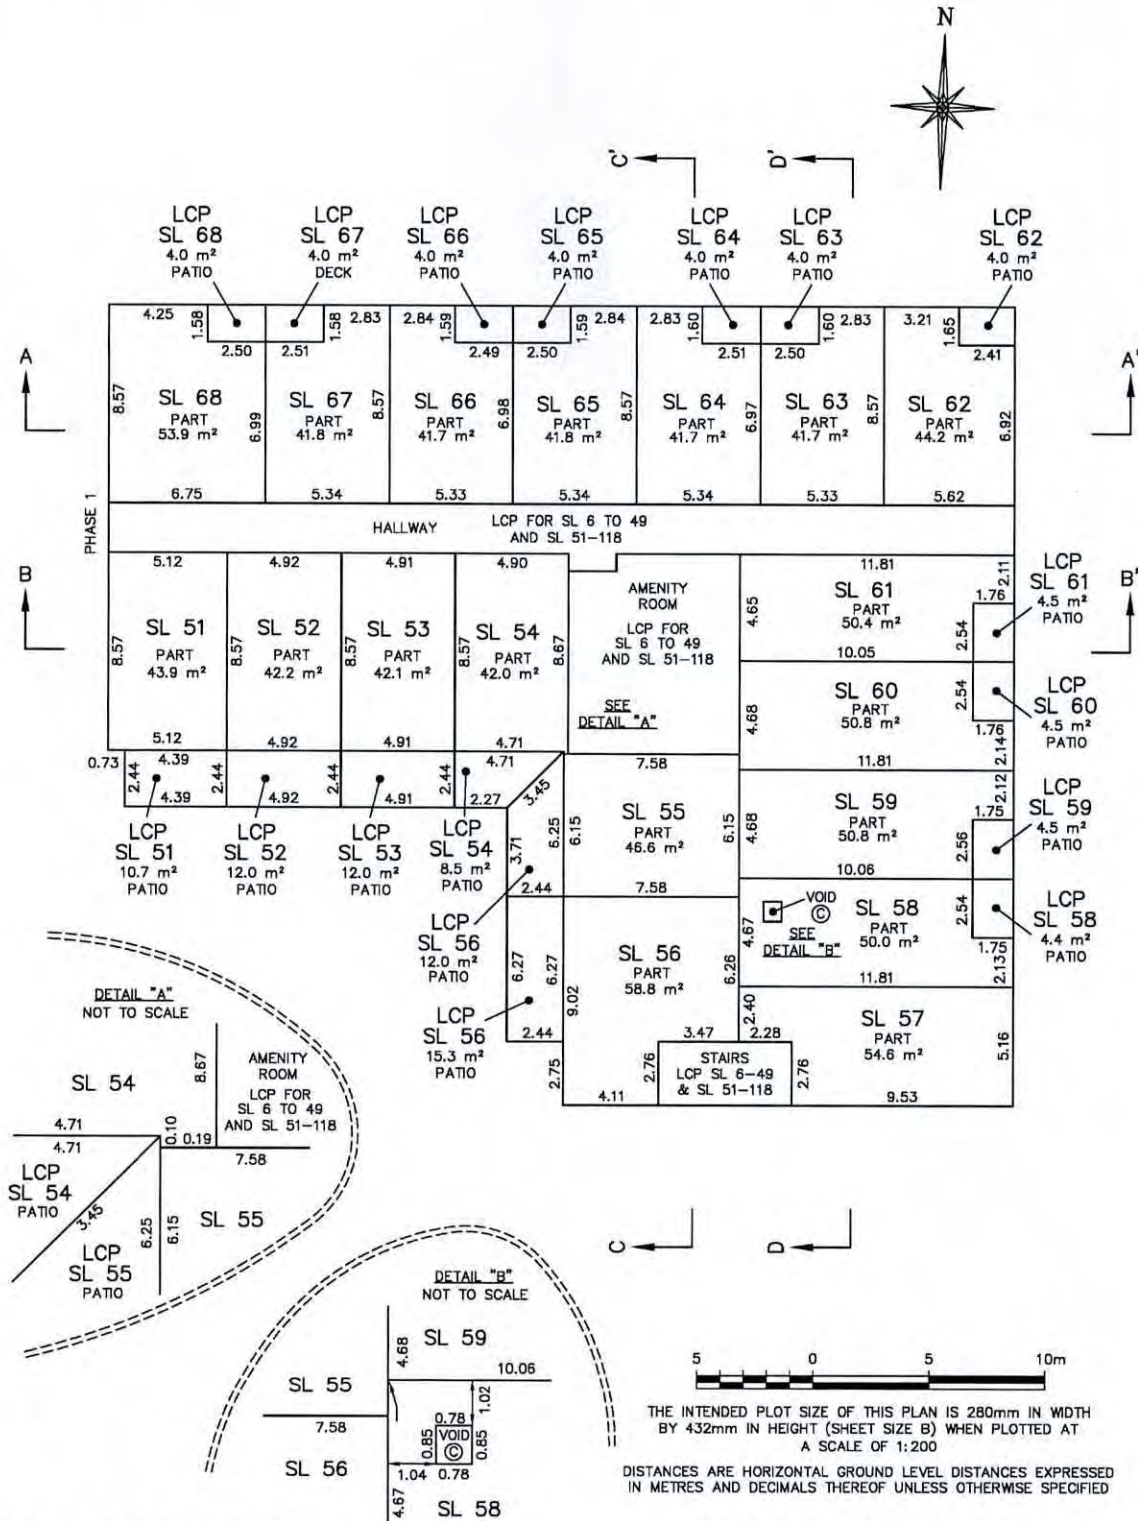 N
C'
D'
LCP
SL 68
4.0 m²
PATIO
LCP
SL 67
4.0 m²
DECK
LCP
SL 66
4.0 m²
PATIO
LCP
SL 65
4.0 m²
PATIO
LCP
SL 64
4.0 m²
PATIO
LCP
SL 63
4.0 m²
PATIO
LCP
SL 62
4.0 m²
PATIO
4.25
1.58
2.50
2.51
1.58
2.83
2.84
1.59
2.49
2.50
1.59
2.84
2.83
1.60
2.51
2.50
1.60
2.83
3.21
1.65
2.41
A
A'
8.57
SL 68
PART
53.9 m²
6.99
SL 67
PART
41.8 m²
8.57
SL 66
PART
41.7 m²
6.98
SL 65
PART
41.8 m²
8.57
SL 64
PART
41.7 m²
6.97
SL 63
PART
41.7 m²
8.57
SL 62
PART
44.2 m²
6.92
6.75
5.34
5.33
5.34
5.34
5.33
5.62
PHASE 1
HALLWAY
LCP FOR SL 6 TO 49
AND SL 51-118
B
B'
5.12
4.92
4.91
4.90
8.57
SL 51
PART
43.9 m²
8.57
SL 52
PART
42.2 m²
8.57
SL 53
PART
42.1 m²
8.57
SL 54
PART
42.0 m²
8.67
5.12
4.92
4.91
4.71
AMENITY
ROOM
LCP FOR
SL 6 TO 49
AND SL 51-118
SEE
DETAIL "A"
11.81
2.11
4.65
SL 61
PART
50.4 m²
1.76
2.54
10.05
LCP
SL 61
4.5 m²
PATIO
4.68
SL 60
PART
50.8 m²
2.54
1.76
2.14
11.81
LCP
SL 60
4.5 m²
PATIO
0.73
2.44
4.39
4.39
2.44
4.92
2.44
4.91
2.44
4.71
2.27
3.45
LCP
SL 51
10.7 m²
PATIO
LCP
SL 52
12.0 m²
PATIO
LCP
SL 53
12.0 m²
PATIO
LCP
SL 54
8.5 m²
PATIO
7.58
3.71
6.25
6.15
SL 55
PART
46.6 m²
6.15
2.44
7.58
4.68
SL 59
PART
50.8 m²
2.12
1.75
2.56
10.06
LCP
SL 59
4.5 m²
PATIO
LCP
SL 56
12.0 m²
PATIO
VOID
C
SEE
DETAIL "B"
4.67
SL 58
PART
50.0 m²
2.54
1.75
2.13
11.81
LCP
SL 58
4.4 m²
PATIO
6.27
6.27
9.02
SL 56
PART
58.8 m²
6.26
2.44
LCP
SL 56
15.3 m²
PATIO
2.75
3.47
2.40
2.28
SL 57
PART
54.6 m²
5.16
2.76
STAIRS
LCP SL 6-49
& SL 51-118
2.76
4.11
9.53
DETAIL "A"
NOT TO SCALE
SL 54
8.67
AMENITY
ROOM
LCP FOR
SL 6 TO 49
AND SL 51-118
4.71
4.71
0.10
0.19
7.58
LCP
SL 54
PATIO
3.45
6.25
6.15
SL 55
LCP
SL 55
PATIO
C
D
DETAIL "B"
NOT TO SCALE
4.68
SL 59
10.06
SL 55
7.58
1.02
0.78
0.85
VOID
C
0.85
SL 56
1.04
0.78
4.67
SL 58
5
0
5
10m
THE INTENDED PLOT SIZE OF THIS PLAN IS 280mm IN WIDTH
BY 432mm IN HEIGHT (SHEET SIZE B) WHEN PLOTTED AT
A SCALE OF 1:200
DISTANCES ARE HORIZONTAL GROUND LEVEL DISTANCES EXPRESSED
IN METRES AND DECIMALS THEREOF UNLESS OTHERWISE SPECIFIED